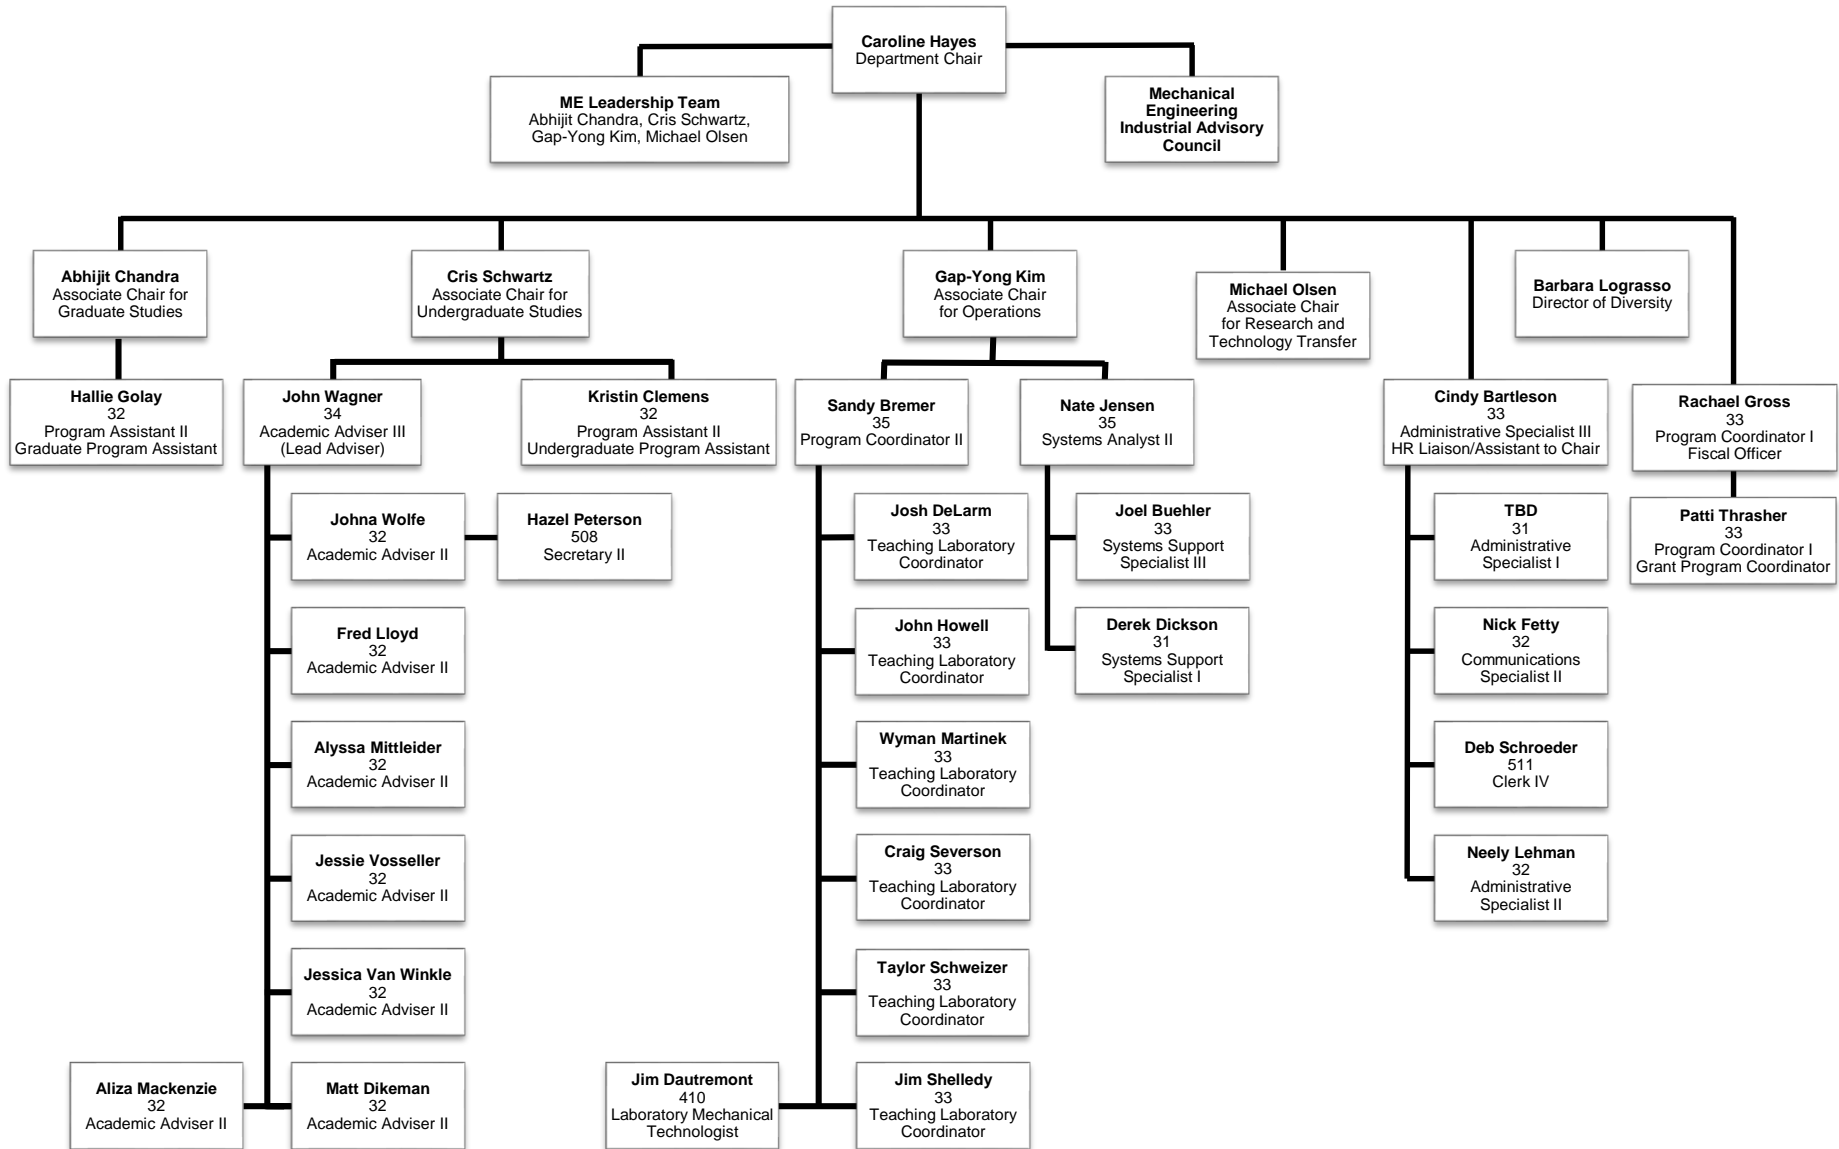 Caroline Hayes
Department Chair
ME Leadership Team
Abhijit Chandra, Cris Schwartz,
Gap-Yong Kim, Michael Olsen
Mechanical
Engineering
Industrial Advisory
Council
Abhijit Chandra
Associate Chair for
Graduate Studies
Cris Schwartz
Associate Chair for
Undergraduate Studies
Gap-Yong Kim
Associate Chair
for Operations
Michael Olsen
Associate Chair
for Research and
Technology Transfer
Barbara Lograsso
Director of Diversity
Hallie Golay
32
Program Assistant II
Graduate Program Assistant
John Wagner
34
Academic Adviser III
(Lead Adviser)
Kristin Clemens
32
Program Assistant II
Undergraduate Program Assistant
Sandy Bremer
35
Program Coordinator II
Nate Jensen
35
Systems Analyst II
Cindy Bartleson
33
Administrative Specialist III
HR Liaison/Assistant to Chair
Rachael Gross
33
Program Coordinator I
Fiscal Officer
Johna Wolfe
32
Academic Adviser II
Hazel Peterson
508
Secretary II
Josh DeLarm
33
Teaching Laboratory
Coordinator
Joel Buehler
33
Systems Support
Specialist III
TBD
31
Administrative
Specialist I
Patti Thrasher
33
Program Coordinator I
Grant Program Coordinator
Fred Lloyd
32
Academic Adviser II
John Howell
33
Teaching Laboratory
Coordinator
Derek Dickson
31
Systems Support
Specialist I
Nick Fetty
32
Communications
Specialist II
Alyssa Mittleider
32
Academic Adviser II
Wyman Martinek
33
Teaching Laboratory
Coordinator
Deb Schroeder
511
Clerk IV
Jessie Vosseller
32
Academic Adviser II
Craig Severson
33
Teaching Laboratory
Coordinator
Neely Lehman
32
Administrative
Specialist II
Jessica Van Winkle
32
Academic Adviser II
Taylor Schweizer
33
Teaching Laboratory
Coordinator
Aliza Mackenzie
32
Academic Adviser II
Matt Dikeman
32
Academic Adviser II
Jim Dautremont
410
Laboratory Mechanical
Technologist
Jim Shelledy
33
Teaching Laboratory
Coordinator